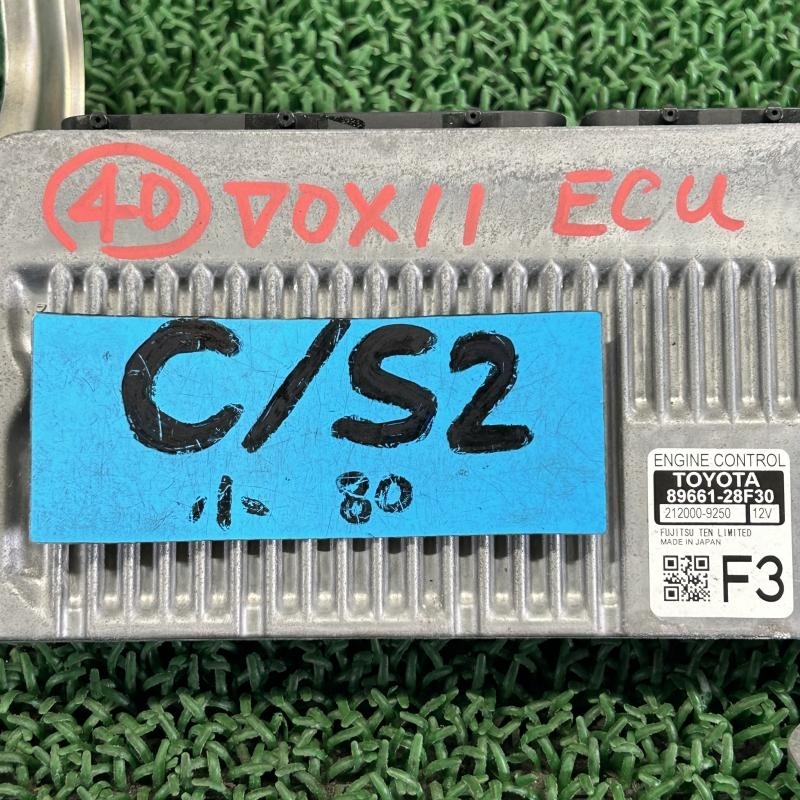 40 VOX11 ECU
C/S2
-11- 80
ENGINE CONTROL
TOYOTA
89661-28F30
212000-9250 12V
FUJITSU TEN LIMITED
MADE IN JAPAN
F3